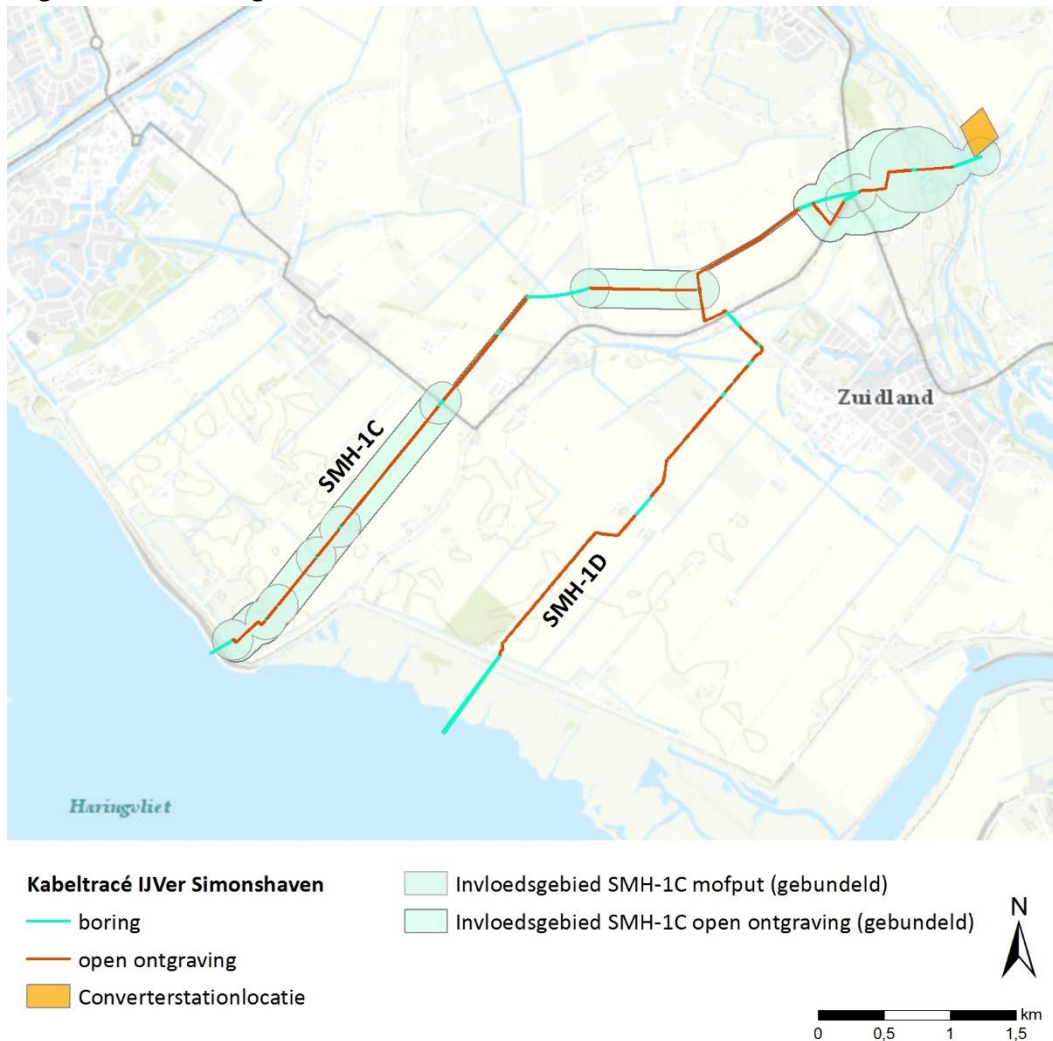 Zuidland
SMH-1C
SMH-1D
Haringvliet
Kabeltracé IJVer Simonshaven
boring
open ontgraving
Converterstationlocatie
Invloedsgebied SMH-1C mofput (gebundeld)
Invloedsgebied SMH-1C open ontgraving (gebundeld)
N
km
0 0,5 1 1,5